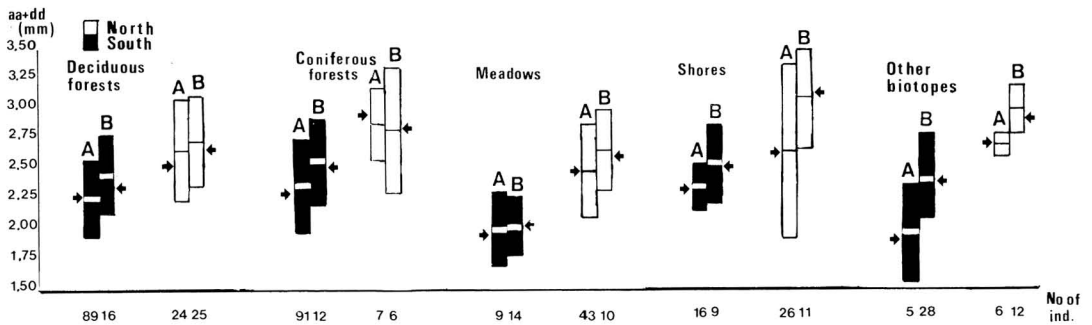 aa+dd
(mm)
North
South
3,50
3,25
3,00
2,75
2,50
2,25
2,00
1,75
1,50
Deciduous
forests
Coniferous
forests
Meadows
Shores
Other
biotopes
A B A B A B A B A B A B A B A B A B A B
89 16 24 25 91 12 7 6 9 14 43 10 16 9 26 11 5 28 6 12
No of
ind.